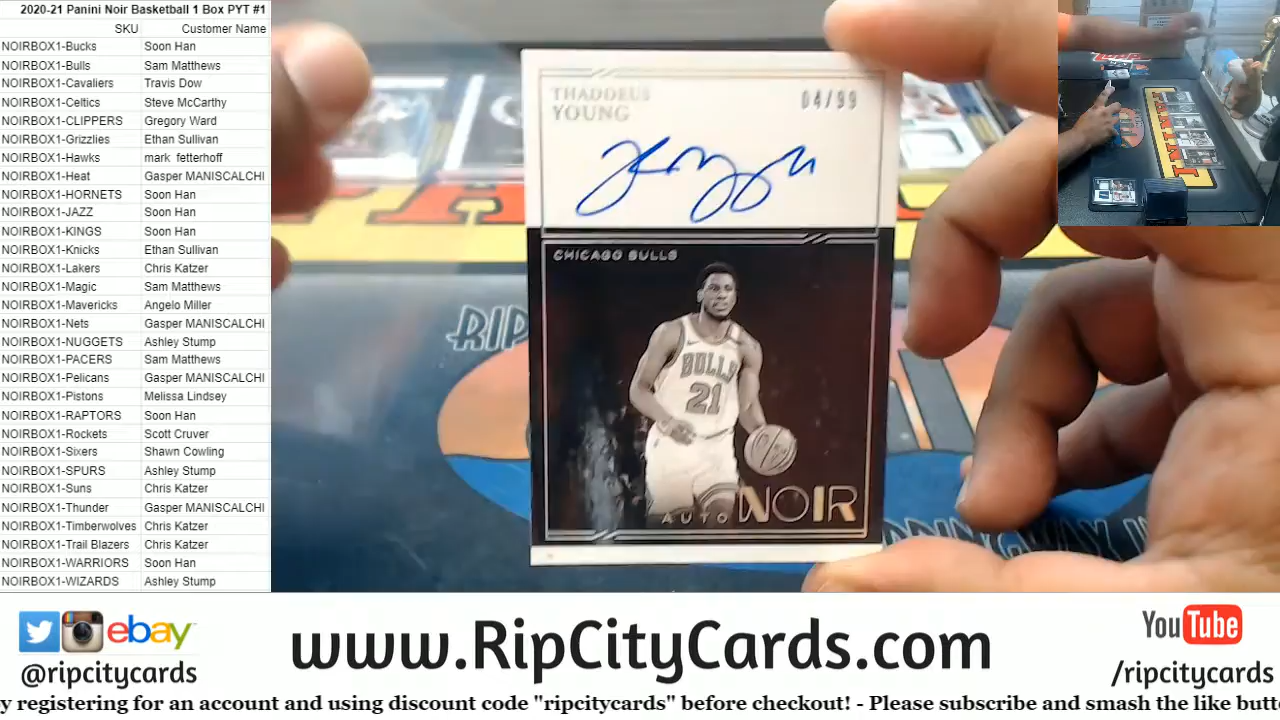 2020-21 Panini Noir Basketball 1 Box PYT #1
SKU Customer Name
NOIRBOX1-Bucks Soon Han
NOIRBOX1-Bulls Sam Matthews
NOIRBOX1-Cavaliers Travis Dow
NOIRBOX1-Celtics Steve McCarthy
NOIRBOX1-CLIPPERS Gregory Ward
NOIRBOX1-Grizzlies Ethan Sullivan
NOIRBOX1-Hawks mark fetterhoff
NOIRBOX1-Heat Gasper MANISCALCHI
NOIRBOX1-HORNETS Soon Han
NOIRBOX1-JAZZ Soon Han
NOIRBOX1-KINGS Soon Han
NOIRBOX1-Knicks Ethan Sullivan
NOIRBOX1-Lakers Chris Katzer
NOIRBOX1-Magic Sam Matthews
NOIRBOX1-Mavericks Angelo Miller
NOIRBOX1-Nets Gasper MANISCALCHI
NOIRBOX1-NUGGETS Ashley Stump
NOIRBOX1-PACERS Sam Matthews
NOIRBOX1-Pelicans Gasper MANISCALCHI
NOIRBOX1-Pistons Melissa Lindsey
NOIRBOX1-RAPTORS Soon Han
NOIRBOX1-Rockets Scott Cruver
NOIRBOX1-Sixers Shawn Cowling
NOIRBOX1-SPURS Ashley Stump
NOIRBOX1-Suns Chris Katzer
NOIRBOX1-Thunder Gasper MANISCALCHI
NOIRBOX1-Timberwolves Chris Katzer
NOIRBOX1-Trail Blazers Chris Katzer
NOIRBOX1-WARRIORS Soon Han
NOIRBOX1-WIZARDS Ashley Stump
THADDEUS
YOUNG
04/99
CHICAGO BULLS
BULLS
21
AUTO NOIR
RIP
PANINI
ebay
@ripcitycards
www.RipCityCards.com
YouTube
/ripcitycards
y registering for an account and using discount code "ripcitycards" before checkout! - Please subscribe and smash the like butt